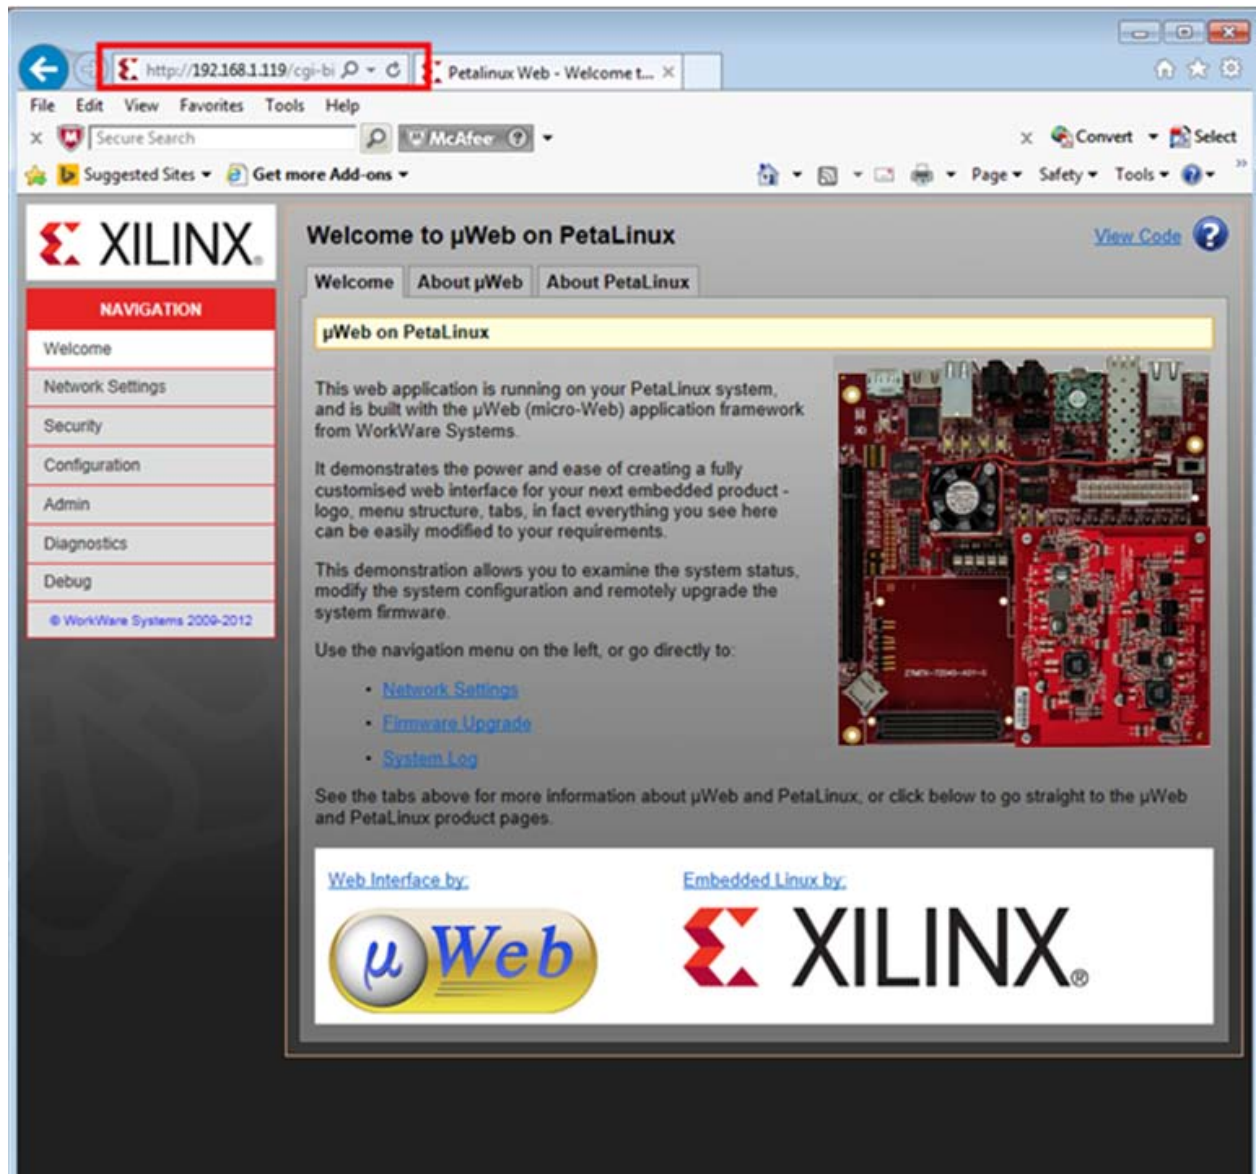 http://192.168.1.119/cgi-bi
Petalinux Web - Welcome t...
File Edit View Favorites Tools Help
Secure Search
McAfee
Convert
Select
Suggested Sites
Get more Add-ons
Page
Safety
Tools
XILINX®
NAVIGATION
Welcome
Network Settings
Security
Configuration
Admin
Diagnostics
Debug
© WorkWare Systems 2009-2012
Welcome to µWeb on PetaLinux
View Code
Welcome
About µWeb
About PetaLinux
µWeb on PetaLinux
This web application is running on your PetaLinux system,
and is built with the µWeb (micro-Web) application framework
from WorkWare Systems.
It demonstrates the power and ease of creating a fully
customised web interface for your next embedded product -
logo, menu structure, tabs, in fact everything you see here
can be easily modified to your requirements.
This demonstration allows you to examine the system status,
modify the system configuration and remotely upgrade the
system firmware.
Use the navigation menu on the left, or go directly to:
• Network Settings
• Firmware Upgrade
• System Log
See the tabs above for more information about µWeb and PetaLinux, or click below to go straight to the µWeb
and PetaLinux product pages.
Web Interface by:
µ Web
Embedded Linux by:
XILINX®